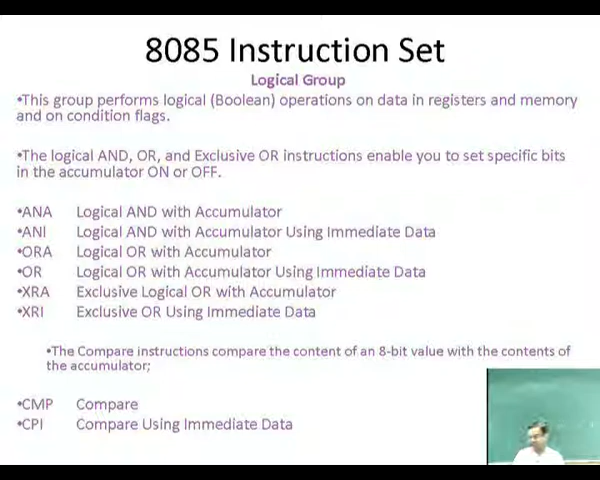 8085 Instruction Set
Logical Group
•This group performs logical (Boolean) operations on data in registers and memory
and on condition flags.
•The logical AND, OR, and Exclusive OR instructions enable you to set specific bits
in the accumulator ON or OFF.
•ANA Logical AND with Accumulator
•ANI Logical AND with Accumulator Using Immediate Data
•ORA Logical OR with Accumulator
•OR Logical OR with Accumulator Using Immediate Data
•XRA Exclusive Logical OR with Accumulator
•XRI Exclusive OR Using Immediate Data
•The Compare instructions compare the content of an 8-bit value with the contents of
the accumulator;
•CMP Compare
•CPI Compare Using Immediate Data